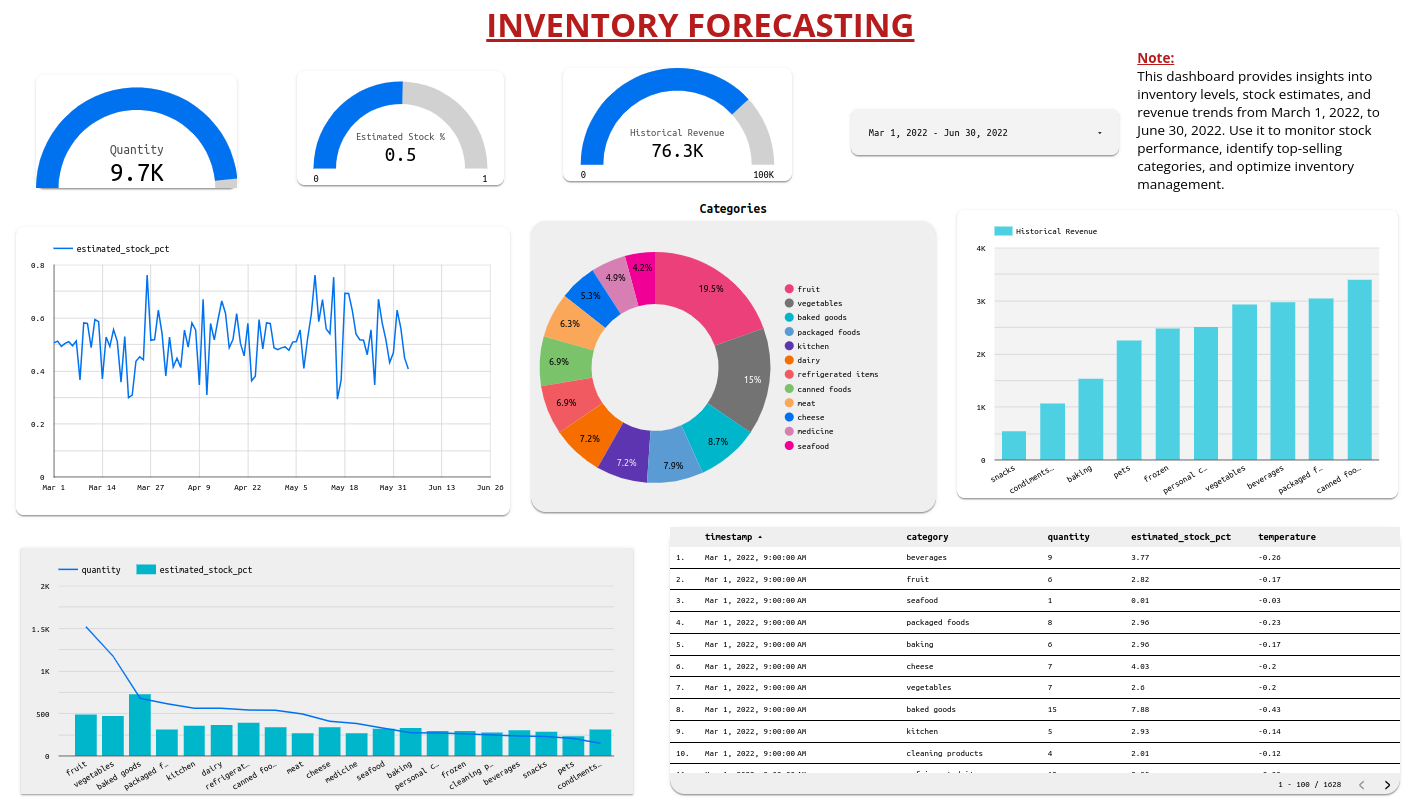 INVENTORY FORECASTING
Quantity
9.7K
Estimated Stock %
0.5
0 1
Historical Revenue
76.3K
0 100K
Mar 1, 2022 - Jun 30, 2022
Note:
This dashboard provides insights into
inventory levels, stock estimates, and
revenue trends from March 1, 2022, to
June 30, 2022. Use it to monitor stock
performance, identify top-selling
categories, and optimize inventory
management.
estimated_stock_pct
0.8
0.6
0.4
0.2
0
Mar 1 Mar 14 Mar 27 Apr 9 Apr 22 May 5 May 18 May 31 Jun 13 Jun 26
Categories
19.5%
15%
8.7%
7.9%
7.2%
7.2%
6.9%
6.9%
6.3%
5.3%
4.9%
4.2%
fruit
vegetables
baked goods
packaged foods
kitchen
dairy
refrigerated items
canned foods
meat
cheese
medicine
seafood
Historical Revenue
4K
3K
2K
1K
0
snacks condiments… baking pets frozen personal c… vegetables beverages packaged f… canned foo…
quantity estimated_stock_pct
2K
1.5K
1K
500
0
fruit vegetables baked goods packaged f… kitchen dairy refrigerat… canned foo… meat cheese medicine seafood baking personal c… frozen cleaning p… beverages snacks pets condiments…
timestamp category quantity estimated_stock_pct temperature
1. Mar 1, 2022, 9:00:00 AM beverages 9 3.77 -0.26
2. Mar 1, 2022, 9:00:00 AM fruit 6 2.82 -0.17
3. Mar 1, 2022, 9:00:00 AM seafood 1 0.01 -0.03
4. Mar 1, 2022, 9:00:00 AM packaged foods 8 2.96 -0.23
5. Mar 1, 2022, 9:00:00 AM baking 6 2.96 -0.17
6. Mar 1, 2022, 9:00:00 AM cheese 7 4.03 -0.2
7. Mar 1, 2022, 9:00:00 AM vegetables 7 2.6 -0.2
8. Mar 1, 2022, 9:00:00 AM baked goods 15 7.88 -0.43
9. Mar 1, 2022, 9:00:00 AM kitchen 5 2.93 -0.14
10. Mar 1, 2022, 9:00:00 AM cleaning products 4 2.01 -0.12
1 - 100 / 1628